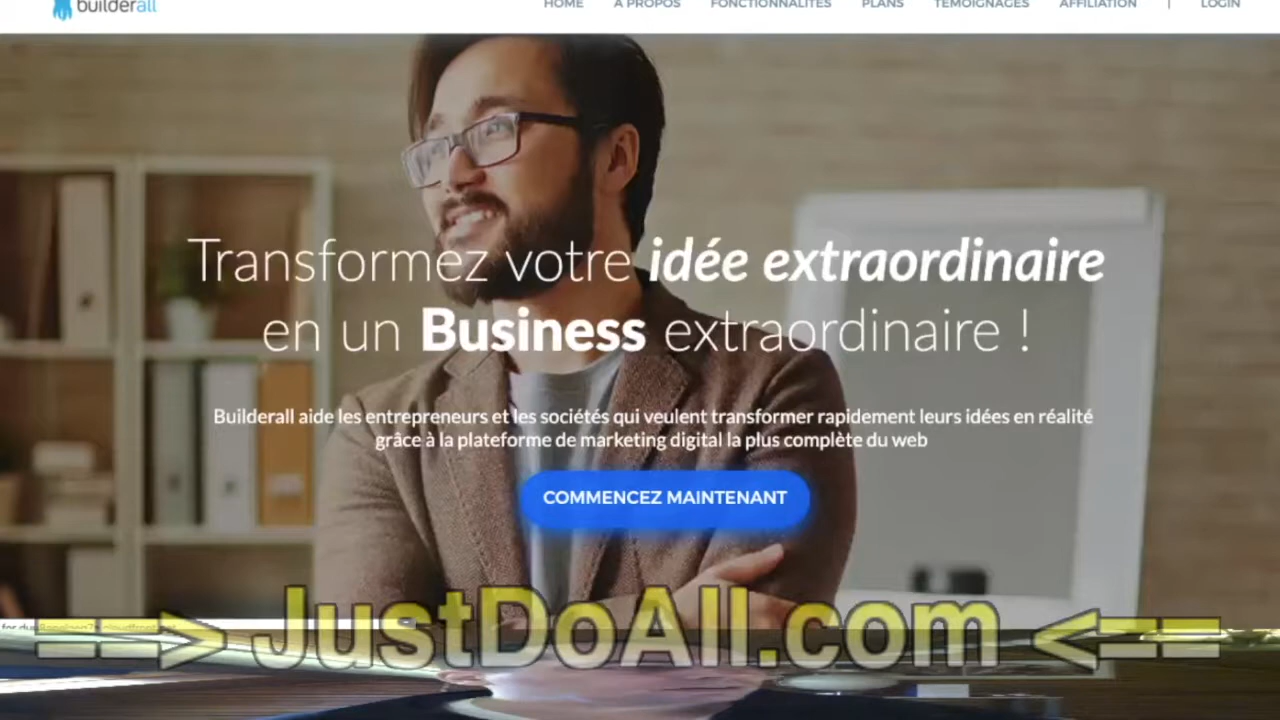 builderall
HOME À PROPOS FONCTIONNALITÉS PLANS TÉMOIGNAGES AFFILIATION | LOGIN
Transformez votre idée extraordinaire
en un Business extraordinaire !
Builderall aide les entrepreneurs et les sociétés qui veulent transformer rapidement leurs idées en réalité
grâce à la plateforme de marketing digital la plus complète du web
COMMENCEZ MAINTENANT
==> JustDoAll.com <==